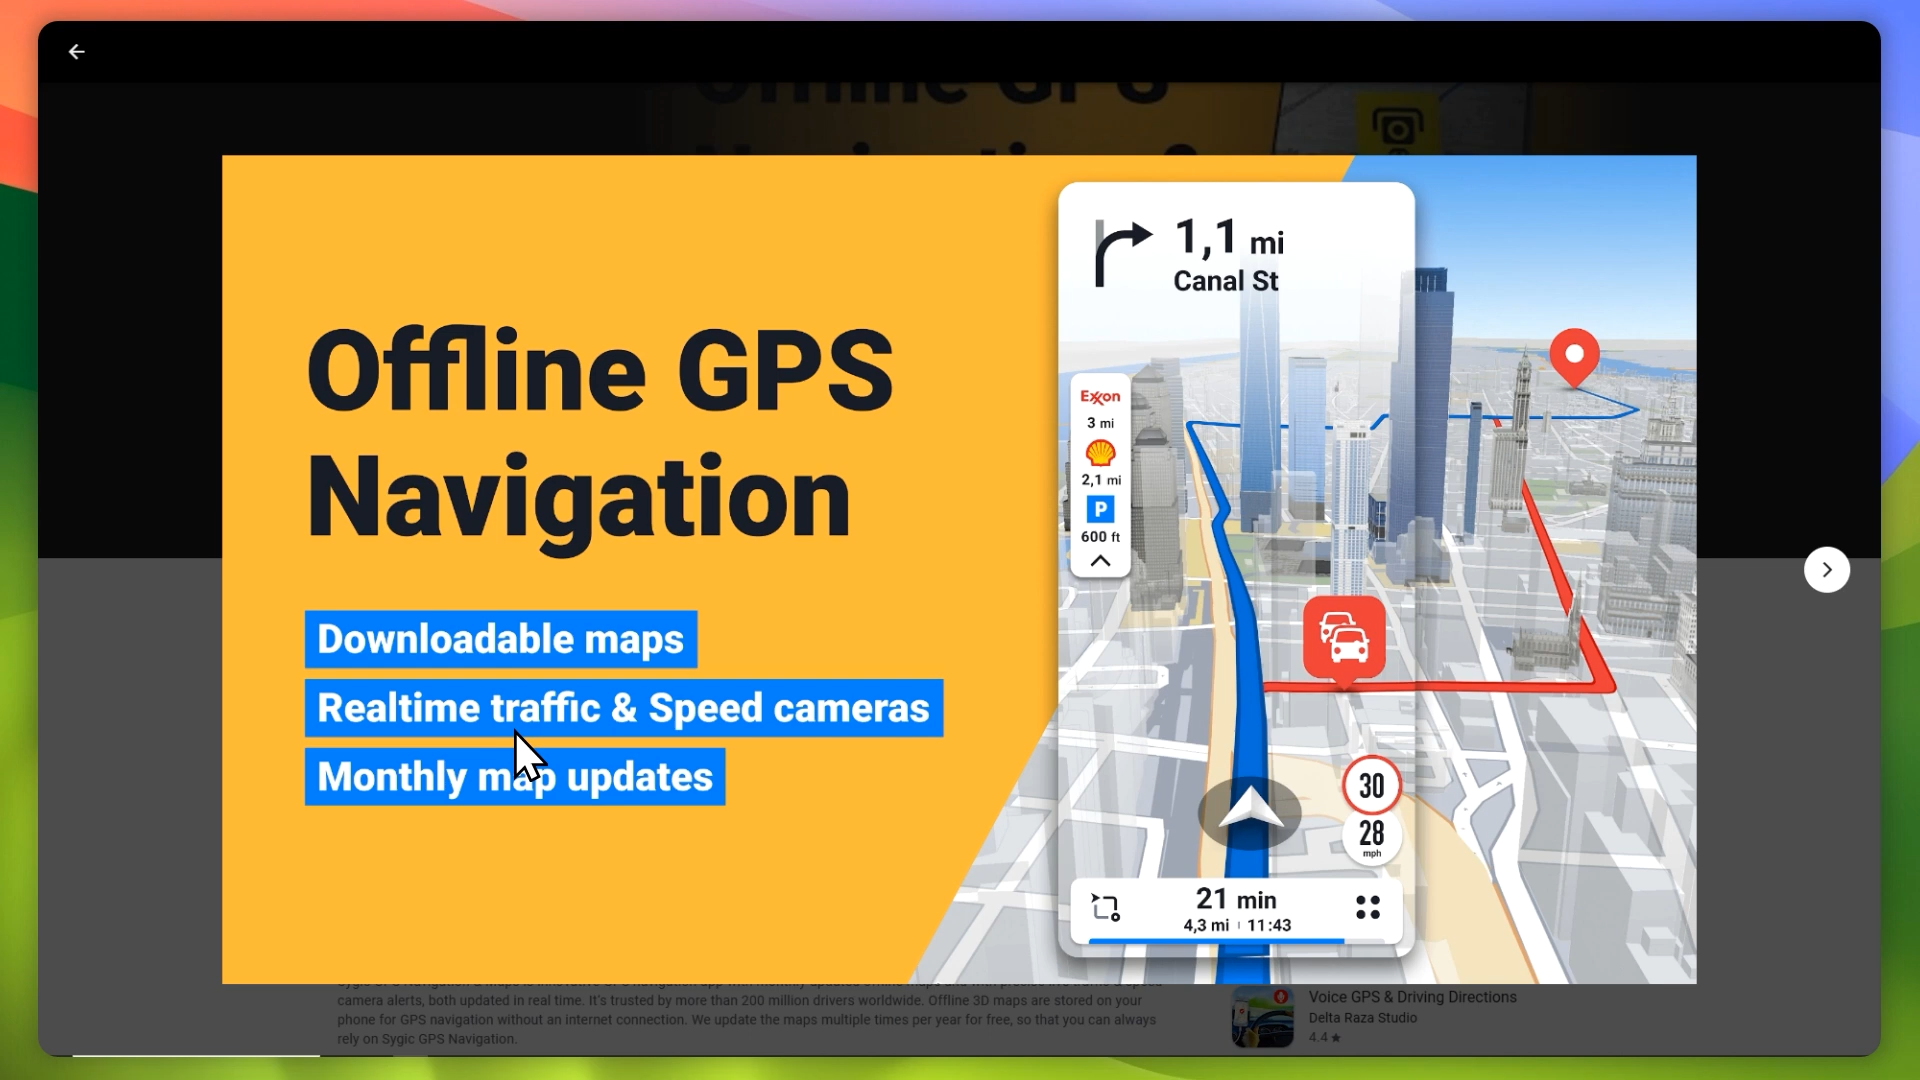 Offline GPS
Offline GPS
Navigation
Downloadable maps
Realtime traffic & Speed cameras
Monthly map updates
1,1 mi
Canal St
Exxon
3 mi
2,1 mi
P
600 ft
30
28
mph
21 min
4,3 mi 11:43
camera alerts, both updated in real time. It's trusted by more than 200 million drivers worldwide. Offline 3D maps are stored on your
phone for GPS navigation without an internet connection. We update the maps multiple times per year for free, so that you can always
rely on Sygic GPS Navigation.
Voice GPS & Driving Directions
Delta Raza Studio
4.4 ★